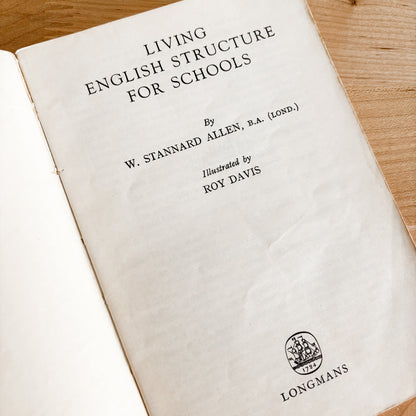 LIVING
ENGLISH STRUCTURE
FOR SCHOOLS
By
W. STANNARD ALLEN, B.A. (LOND.)
Illustrated by
ROY DAVIS
1724
LONGMANS